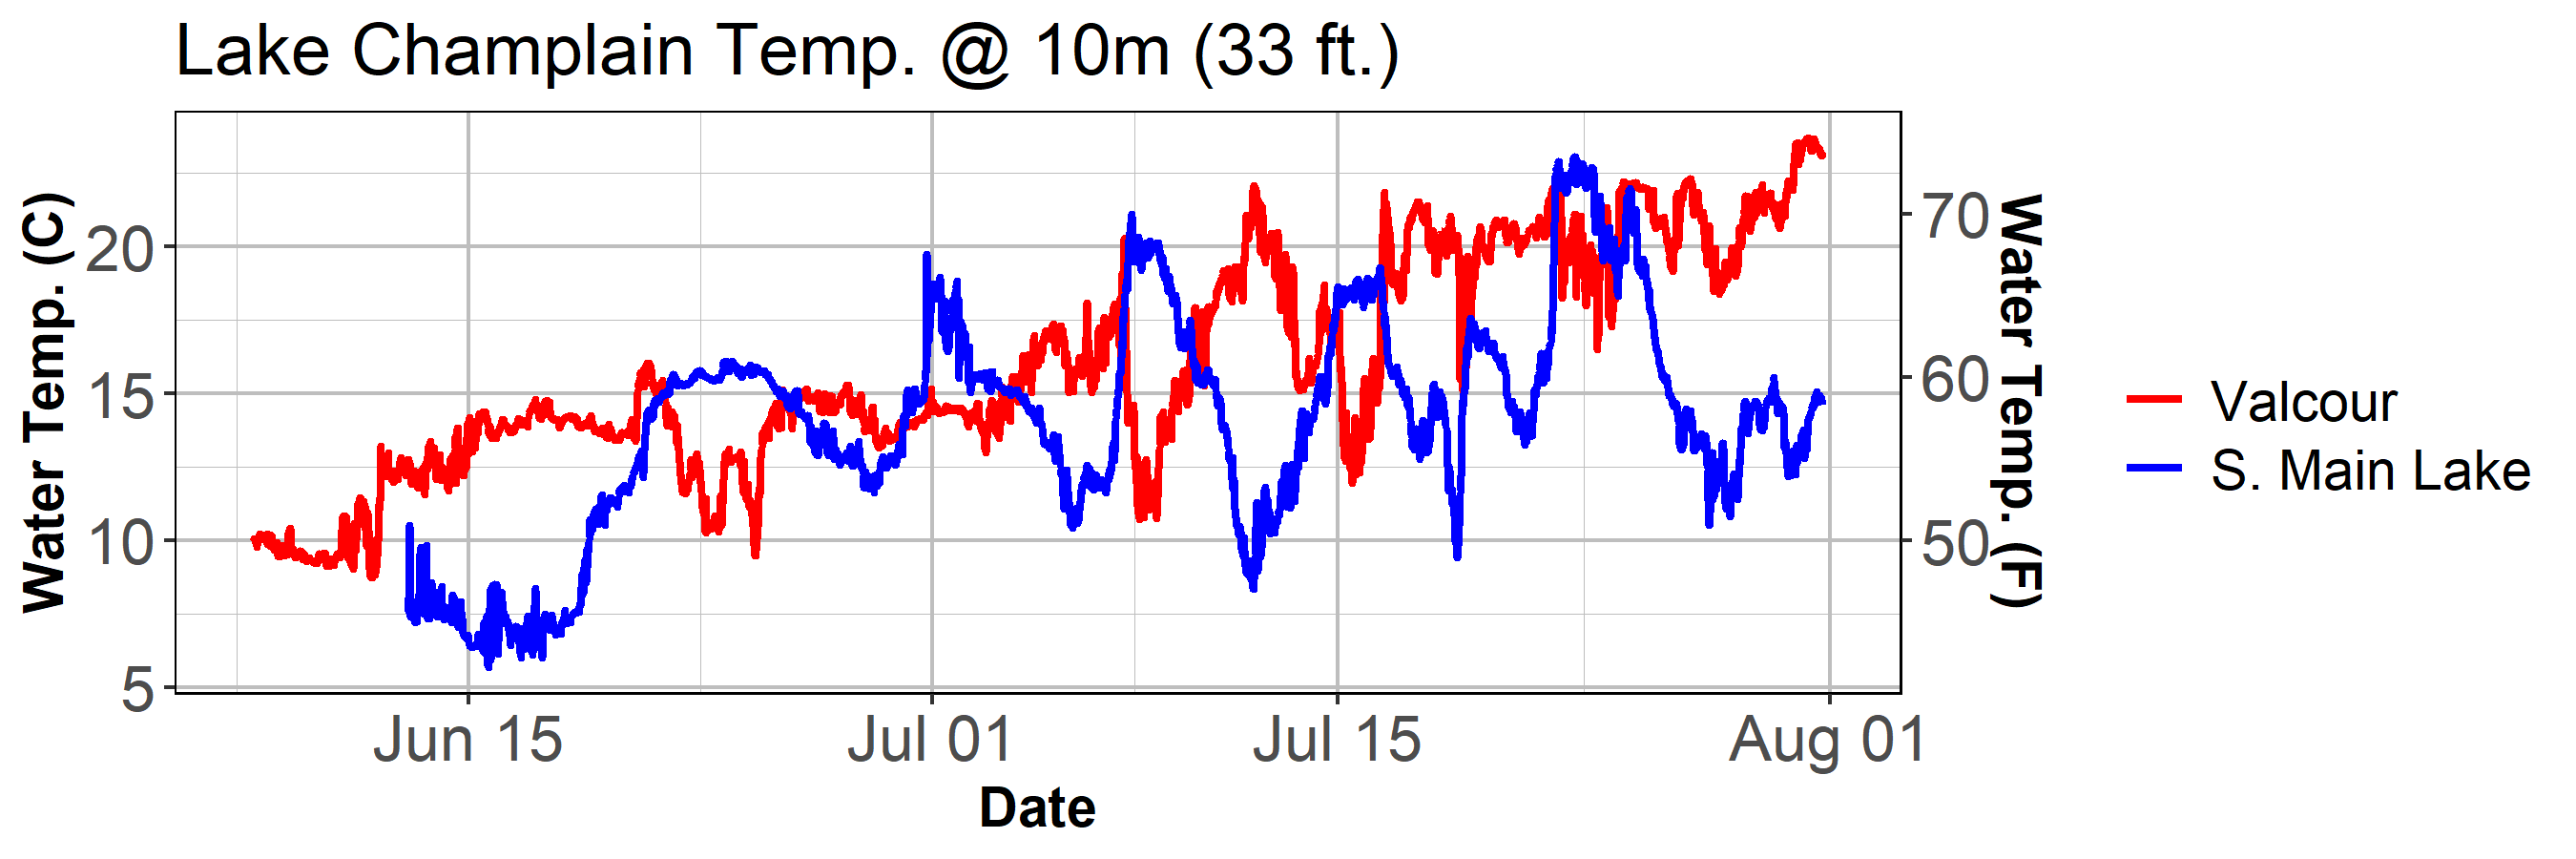 Lake Champlain Temp. @ 10m (33 ft.)
Water Temp. (C)
20
15
10
5
70
60
50
Water Temp. (F)
Jun 15
Jul 01
Jul 15
Aug 01
Date
Valcour
S. Main Lake